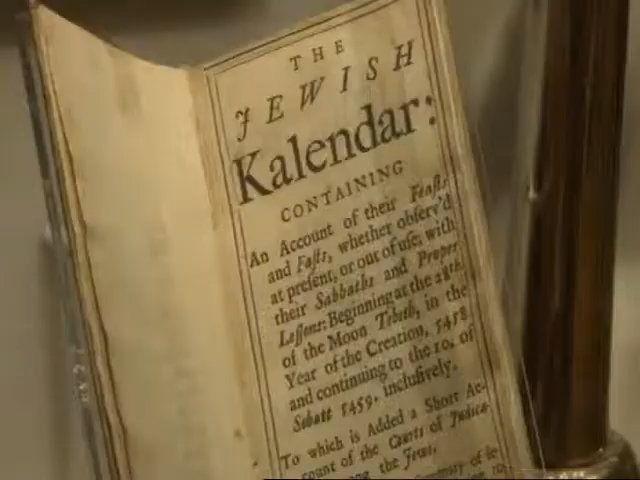 THE
JEWISH
Kalendar:
CONTAINING
An Account of their Feaſts
and Faſts, whether obſerv'd
at preſent, or out of uſe; with
their Sabbaths and Proper
Leſſons: Beginning at the 28th.
of the Moon Tebeth, in the
Year of the Creation, 5458.
and continuing to the 10. of
Sebatt 5459. incluſively.
To which is Added a Short Ac-
count of the Courts of Judica-
the Jews.
of